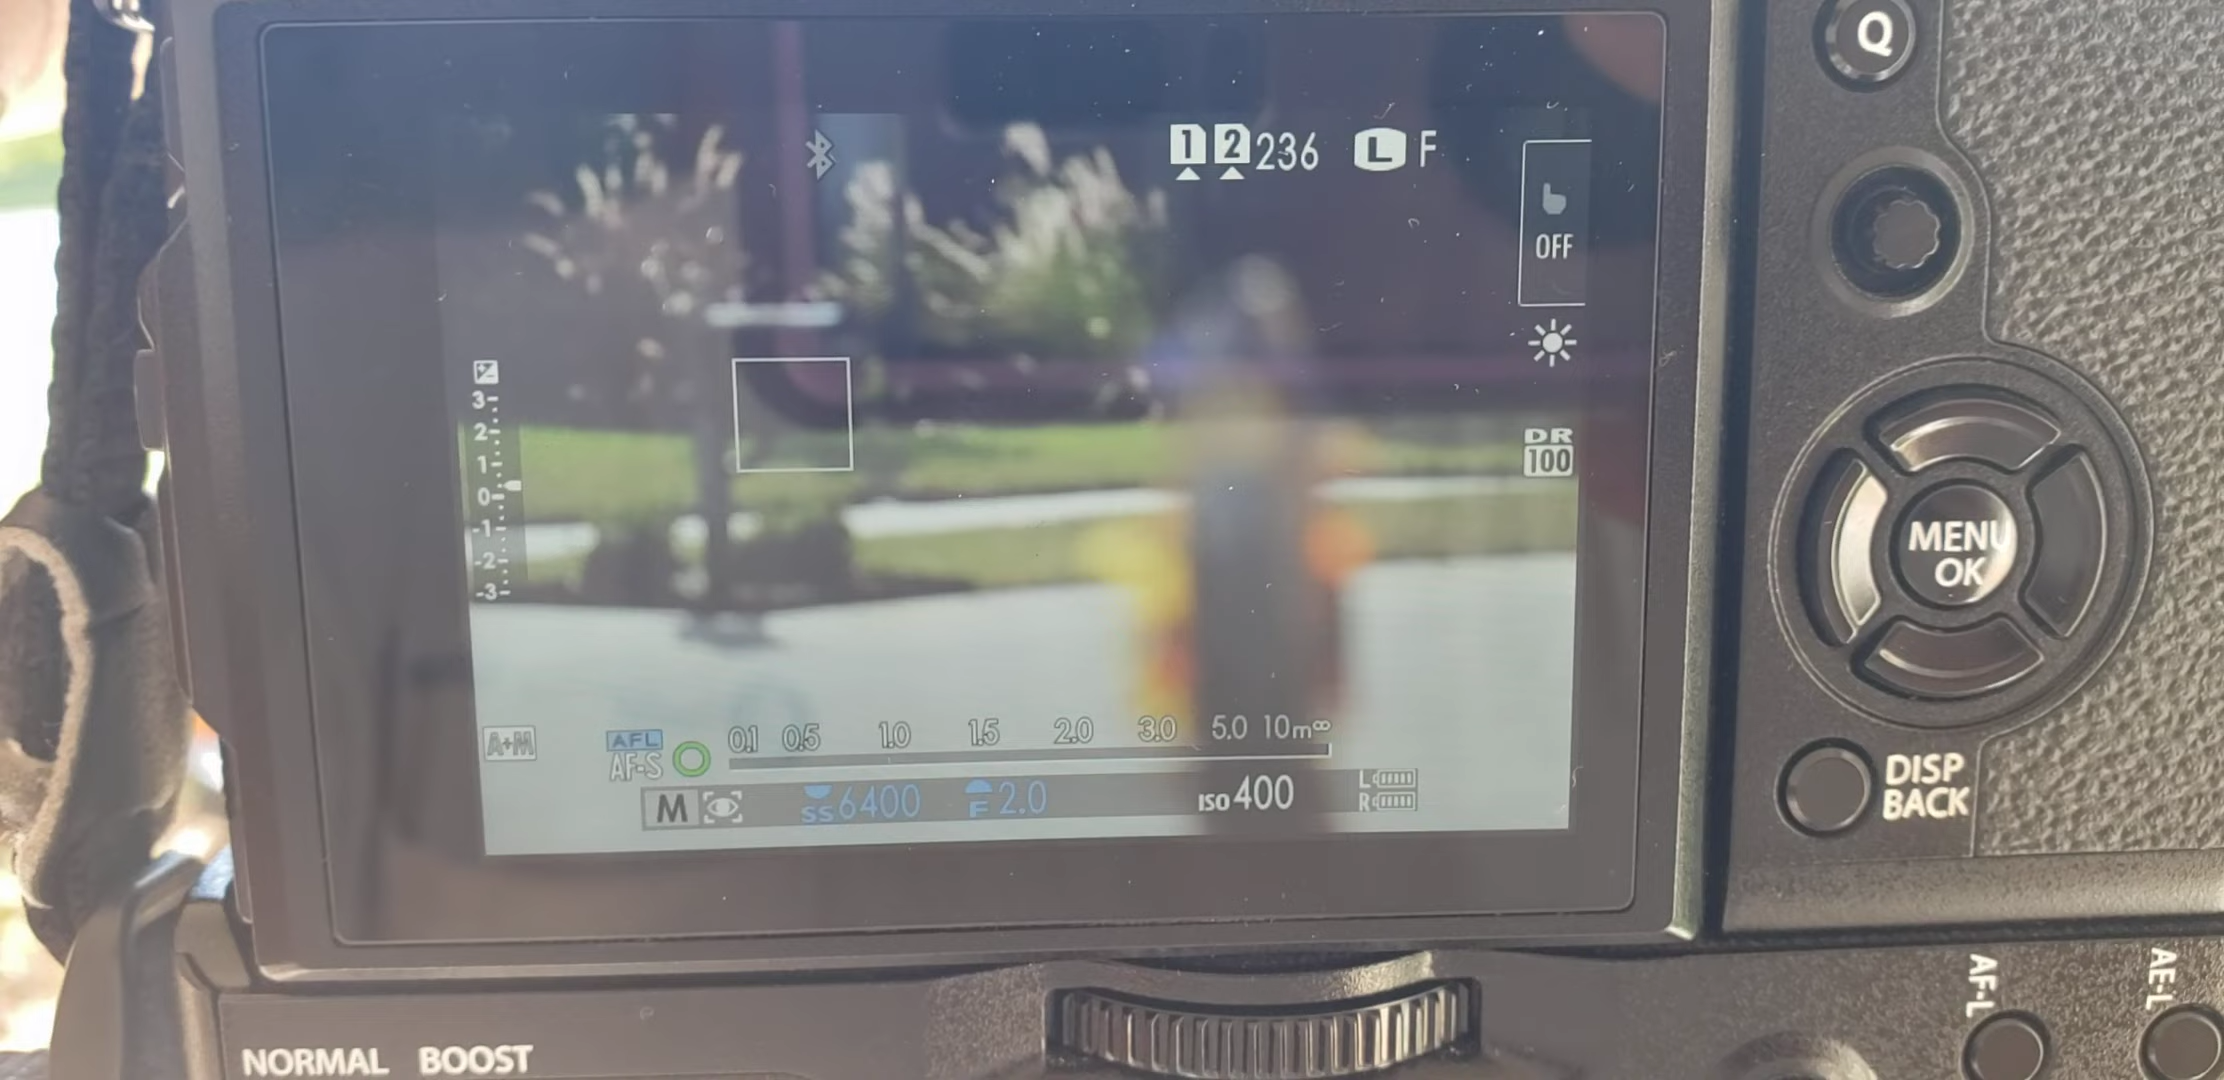 Q
1 2 236 L F
OFF
3
2
1
0
-1
-2
-3
DR
100
MENU
OK
A+M
AFL
AF-S
0.1 0.5 1.0 1.5 2.0 3.0 5.0 10m∞
M SS 6400 F 2.0 ISO 400
L
R
DISP
BACK
AF-L
AE-L
NORMAL BOOST